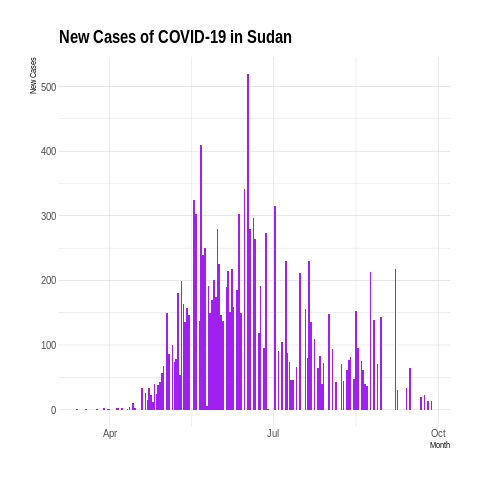 New Cases of COVID-19 in Sudan
New Cases
500
400
300
200
100
0
Apr
Jul
Oct
Month